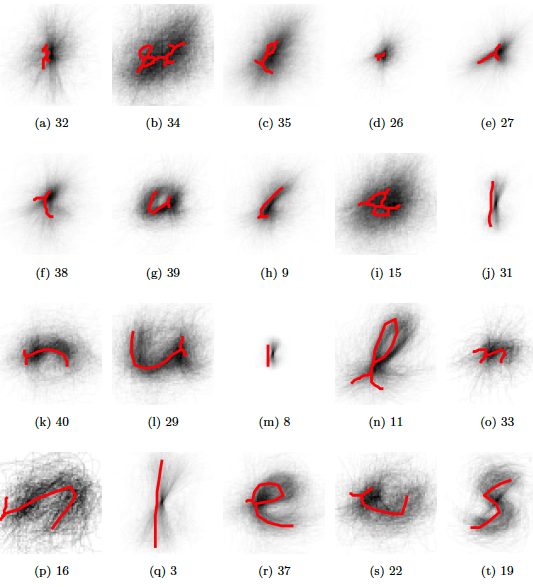 (a) 32 (b) 34 (c) 35 (d) 26 (e) 27
(f) 38 (g) 39 (h) 9 (i) 15 (j) 31
(k) 40 (l) 29 (m) 8 (n) 11 (o) 33
(p) 16 (q) 3 (r) 37 (s) 22 (t) 19